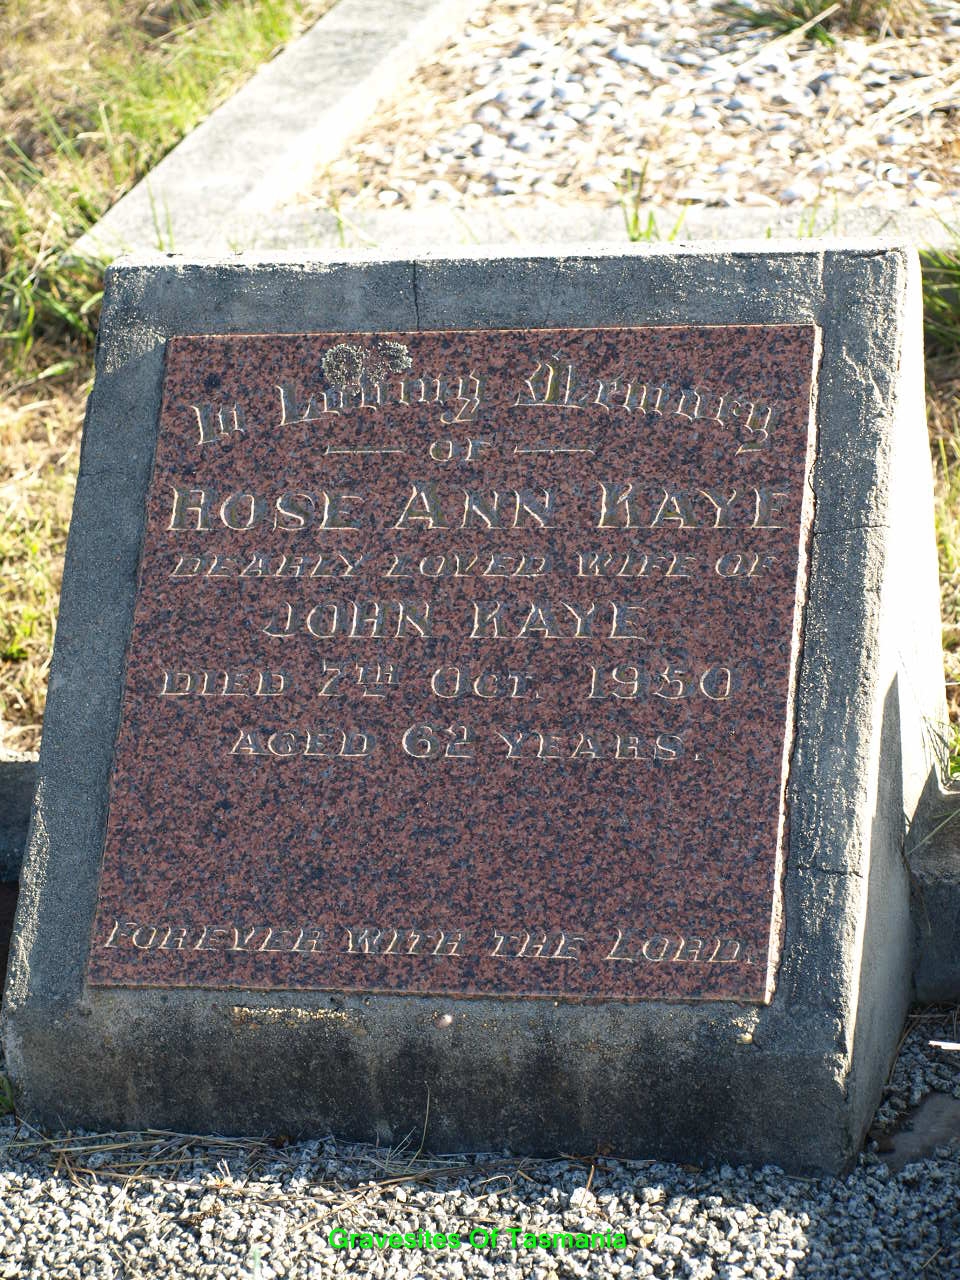 In Loving Memory
OF
ROSE ANN KAYE
DEARLY LOVED WIFE OF
JOHN KAYE
DIED 7TH OCT. 1950
AGED 62 YEARS.
FOREVER WITH THE LORD.
Gravesites Of Tasmania